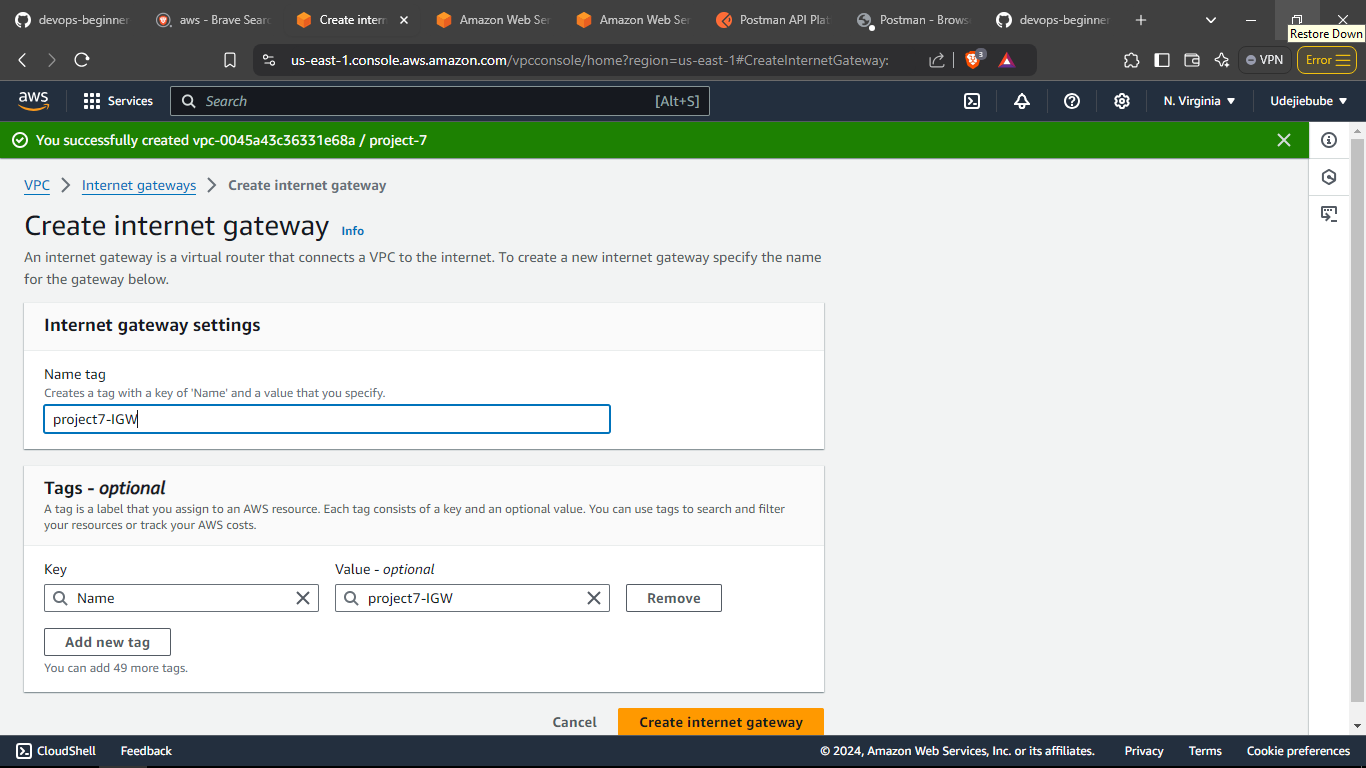 devops-beginner
aws - Brave Sear
Create intern
Amazon Web Se
Amazon Web Se
Postman API Plat
Postman - Brows
devops-beginner
Restore Down
us-east-1.console.aws.amazon.com/vpcconsole/home?region=us-east-1#CreateInternetGateway:
3
VPN
Error
aws
Services
Search
[Alt+S]
N. Virginia
Udejiebube
You successfully created vpc-0045a43c36331e68a / project-7
VPC
Internet gateways
Create internet gateway
Create internet gateway
Info
An internet gateway is a virtual router that connects a VPC to the internet. To create a new internet gateway specify the name
for the gateway below.
Internet gateway settings
Name tag
Creates a tag with a key of 'Name' and a value that you specify.
project7-IGW
Tags - optional
A tag is a label that you assign to an AWS resource. Each tag consists of a key and an optional value. You can use tags to search and filter
your resources or track your AWS costs.
Key
Value - optional
Name
project7-IGW
Remove
Add new tag
You can add 49 more tags.
Cancel
Create internet gateway
CloudShell
Feedback
© 2024, Amazon Web Services, Inc. or its affiliates.
Privacy
Terms
Cookie preferences